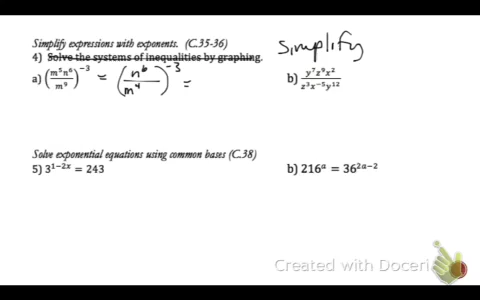 Simplify expressions with exponents. (C.35-36) simplify
4) Solve the systems of inequalities by graphing.
a) (m⁵n⁶/m⁹)⁻³ = (n⁶/m⁴)⁻³ = b) y⁷z⁹x²/z³x⁻⁵y¹²
Solve exponential equations using common bases (C.38)
5) 3¹⁻²ˣ = 243 b) 216ᵃ = 36²ᵃ⁻²
Created with Doceri